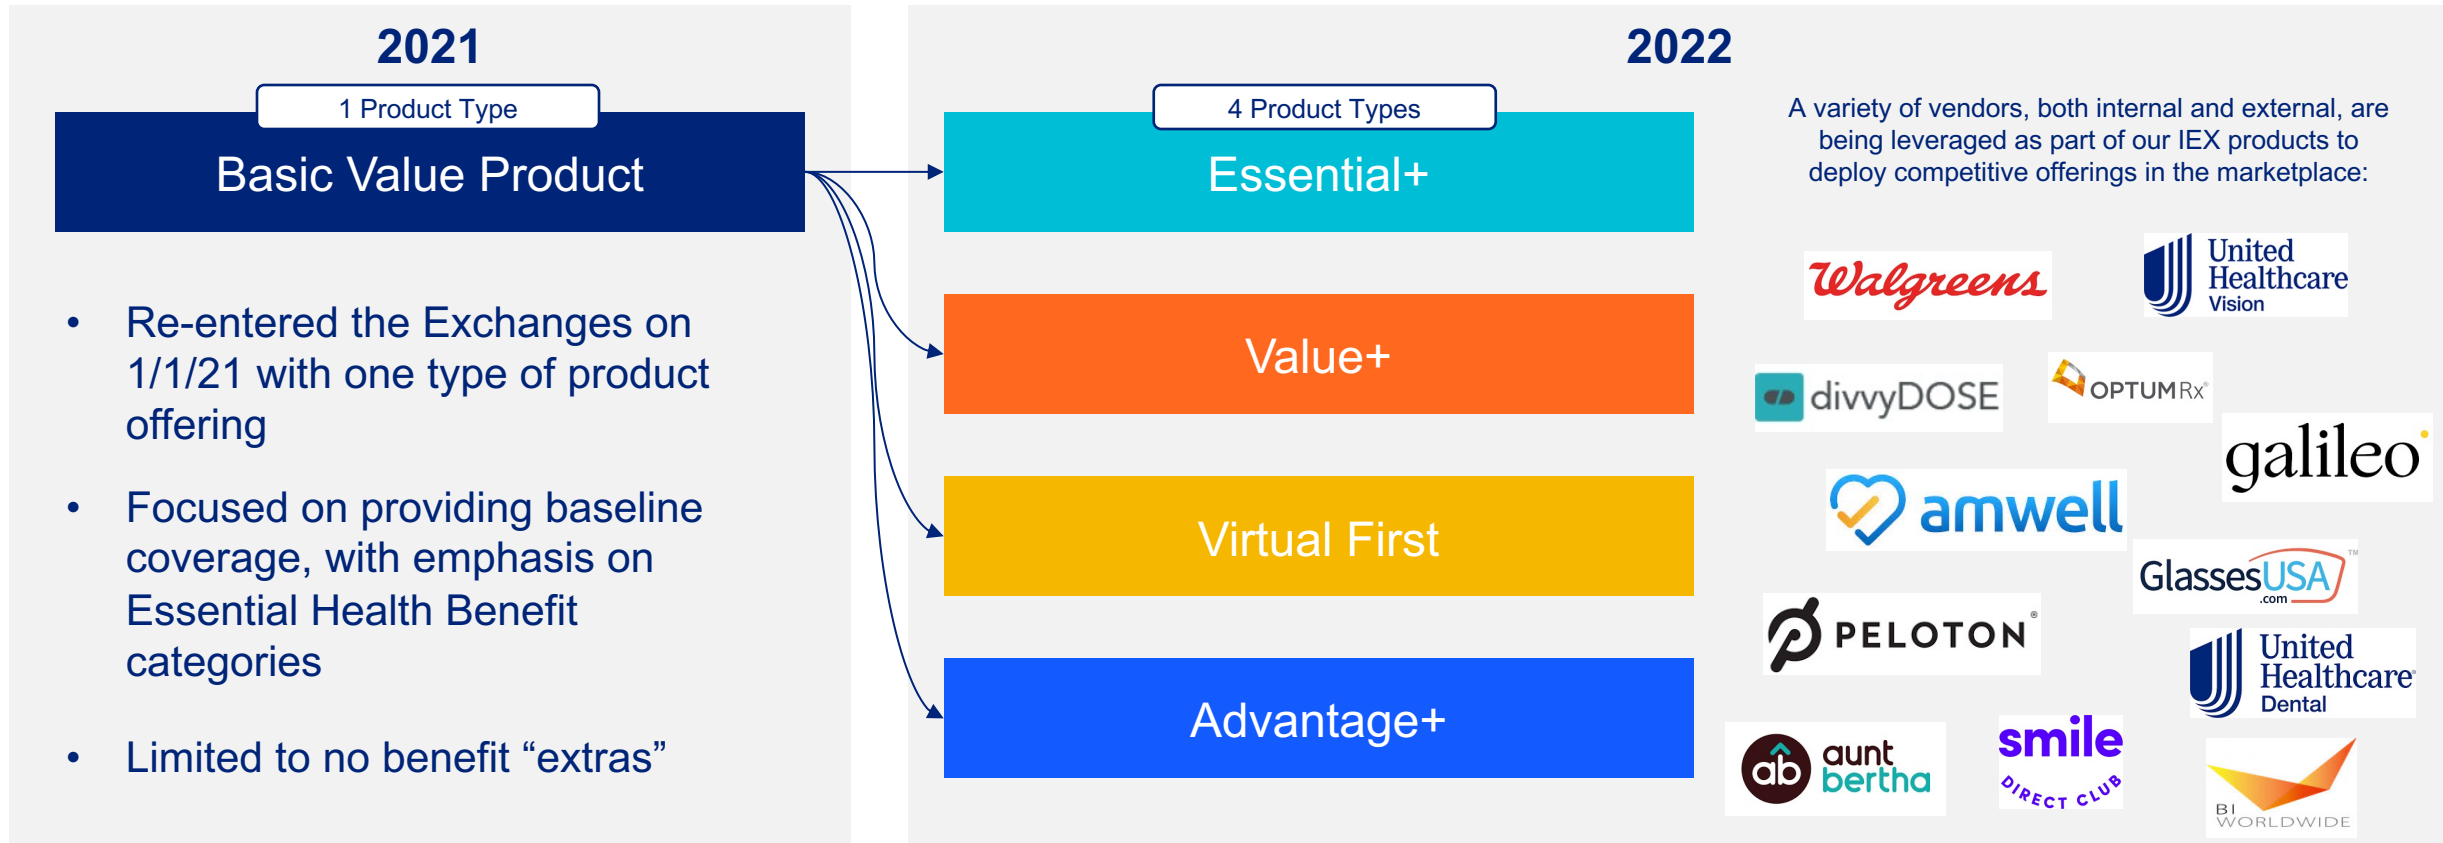 2021
1 Product Type
Basic Value Product
• Re-entered the Exchanges on
1/1/21 with one type of product
offering
• Focused on providing baseline
coverage, with emphasis on
Essential Health Benefit
categories
• Limited to no benefit “extras”
2022
4 Product Types
Essential+
Value+
Virtual First
Advantage+
A variety of vendors, both internal and external, are
being leveraged as part of our IEX products to
deploy competitive offerings in the marketplace:
Walgreens
United
Healthcare
Vision
divvyDOSE
OPTUMRx®
galileo
amwell
GlassesUSA™
.com
PELOTON®
United
Healthcare®
Dental
ab
aunt
bertha
smile
DIRECT CLUB
BI
WORLDWIDE